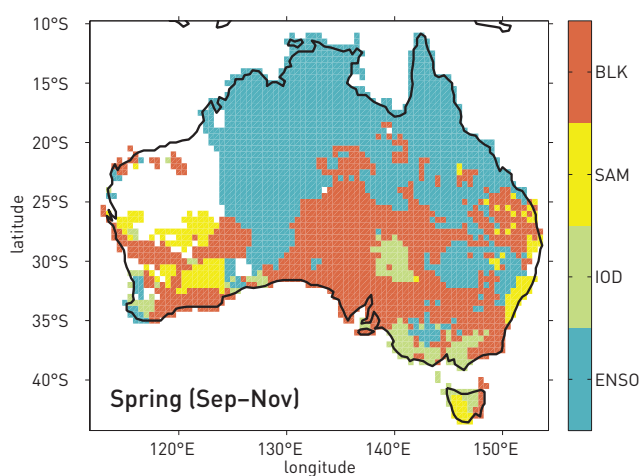 10°S
15°S
20°S
25°S
30°S
35°S
40°S
latitude
Spring (Sep–Nov)
120°E 130°E 140°E 150°E
longitude
BLK
SAM
IOD
ENSO